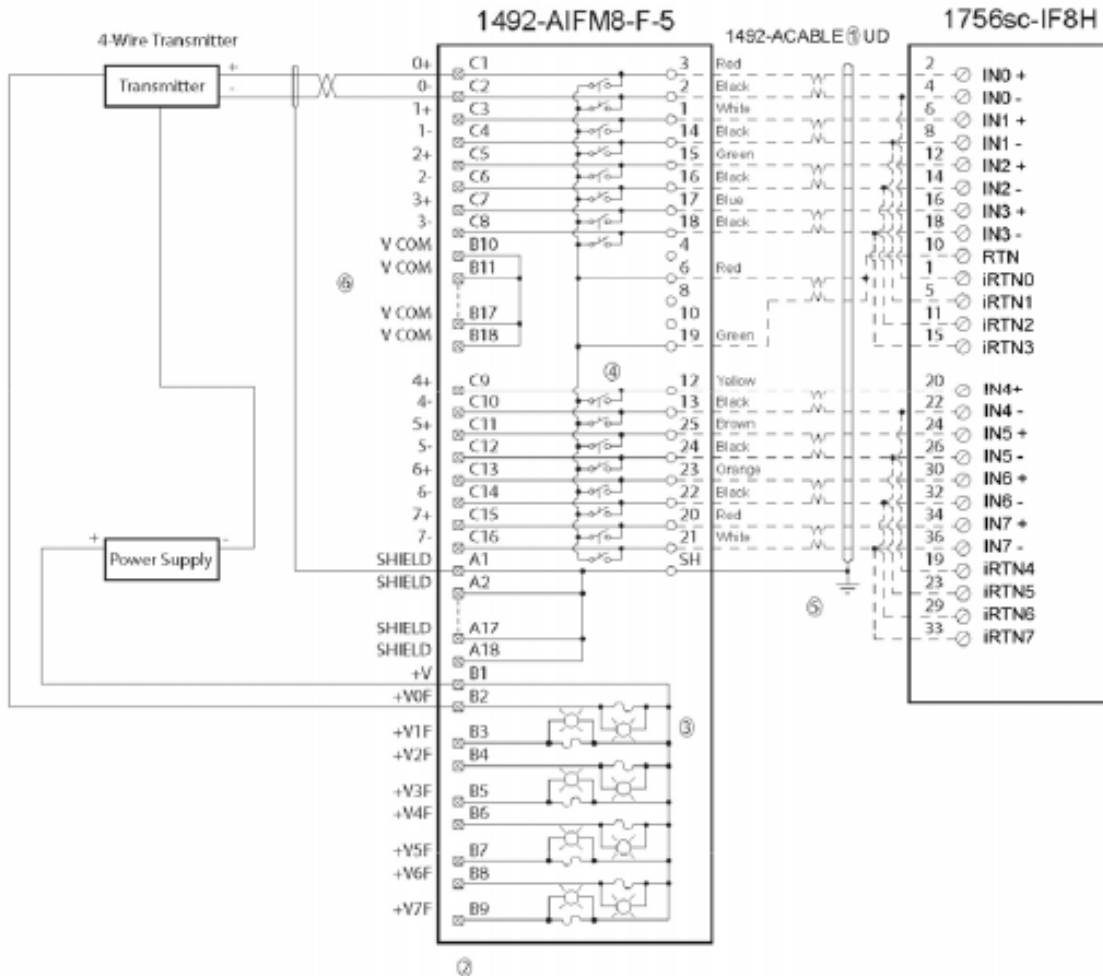 1492-AIFM8-F-5
1756sc-IF8H
1492-ACABLE①UD
4-Wire Transmitter
Transmitter
+
-
0+ C1 3 Red 2 IN0 +
0- C2 2 Black 4 IN0 -
1+ C3 1 White 6 IN1 +
1- C4 14 Black 8 IN1 -
2+ C5 15 Green 12 IN2 +
2- C6 16 Black 14 IN2 -
3+ C7 17 Blue 16 IN3 +
3- C8 18 Black 18 IN3 -
V COM B10 4 10 RTN
V COM B11 6 Red 1 iRTN0
⑥
8 5 iRTN1
V COM B17 10 11 iRTN2
V COM B18 19 Green 15 iRTN3
④
4+ C9 12 Yellow 20 IN4+
4- C10 13 Black 22 IN4 -
5+ C11 25 Brown 24 IN5 +
5- C12 24 Black 26 IN5 -
6+ C13 23 Orange 30 IN6 +
6- C14 22 Black 32 IN6 -
7+ C15 20 Red 34 IN7 +
7- C16 21 White 36 IN7 -
+ Power Supply -
SHIELD A1 SH 19 iRTN4
SHIELD A2 23 iRTN5
⑤
29 iRTN6
SHIELD A17 33 iRTN7
SHIELD A18
+V B1
+V0F B2
③
+V1F B3
+V2F B4
+V3F B5
+V4F B6
+V5F B7
+V6F B8
+V7F B9
②